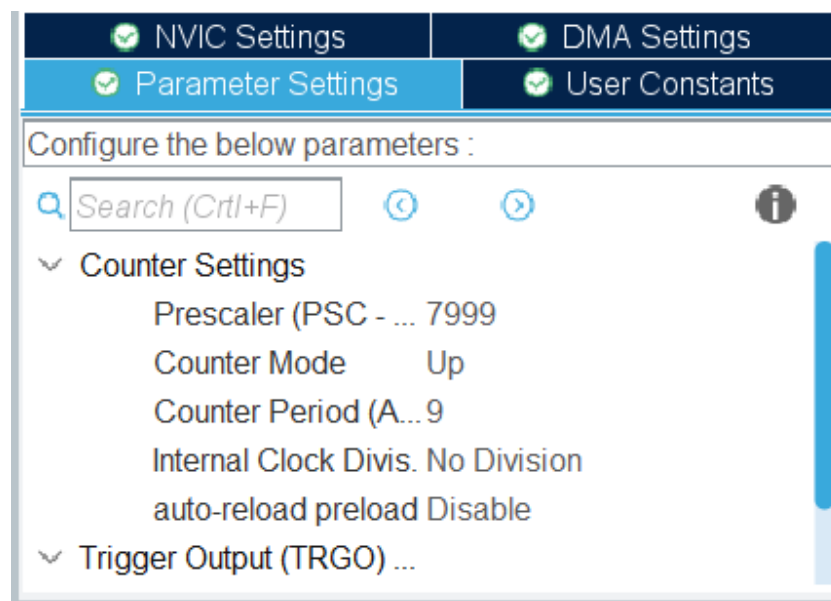 NVIC Settings DMA Settings
Parameter Settings User Constants
Configure the below parameters :
Search (Crtl+F)
Counter Settings
Prescaler (PSC - ... 7999
Counter Mode Up
Counter Period (A... 9
Internal Clock Divis. No Division
auto-reload preload Disable
Trigger Output (TRGO) ...